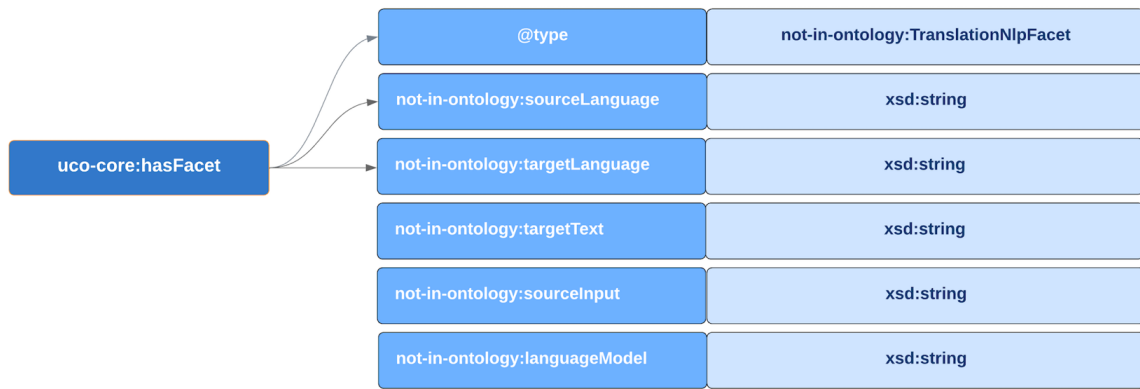 @type
not-in-ontology:TranslationNlpFacet
not-in-ontology:sourceLanguage
xsd:string
uco-core:hasFacet
not-in-ontology:targetLanguage
xsd:string
not-in-ontology:targetText
xsd:string
not-in-ontology:sourceInput
xsd:string
not-in-ontology:languageModel
xsd:string